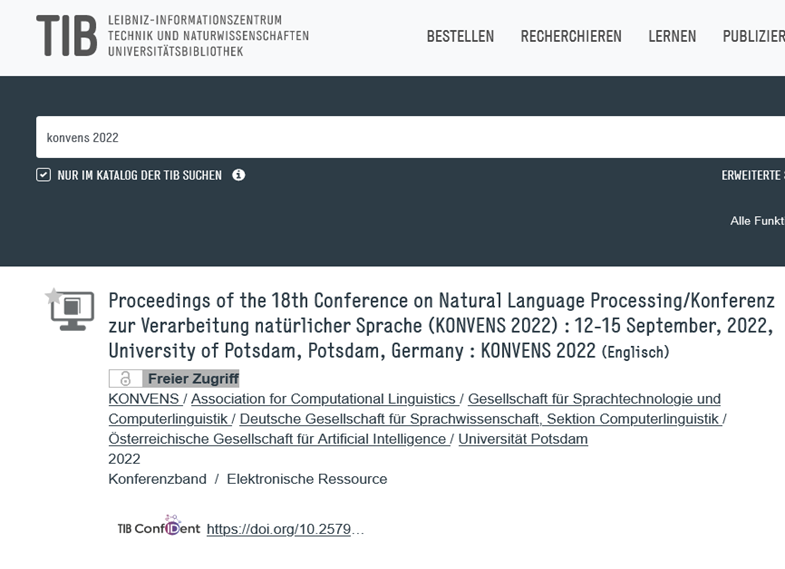 TIB LEIBNIZ-INFORMATIONSZENTRUM
TECHNIK UND NATURWISSENSCHAFTEN
UNIVERSITÄTSBIBLIOTHEK
BESTELLEN RECHERCHIEREN LERNEN PUBLIZIER
konvens 2022
NUR IM KATALOG DER TIB SUCHEN
ERWEITERTE
Alle Funkt
Proceedings of the 18th Conference on Natural Language Processing/Konferenz
zur Verarbeitung natürlicher Sprache (KONVENS 2022) : 12-15 September, 2022,
University of Potsdam, Potsdam, Germany : KONVENS 2022 (Englisch)
Freier Zugriff
KONVENS / Association for Computational Linguistics / Gesellschaft für Sprachtechnologie und
Computerlinguistik / Deutsche Gesellschaft für Sprachwissenschaft, Sektion Computerlinguistik /
Österreichische Gesellschaft für Artificial Intelligence / Universität Potsdam
2022
Konferenzband / Elektronische Ressource
TIB ConfIDent https://doi.org/10.2579…